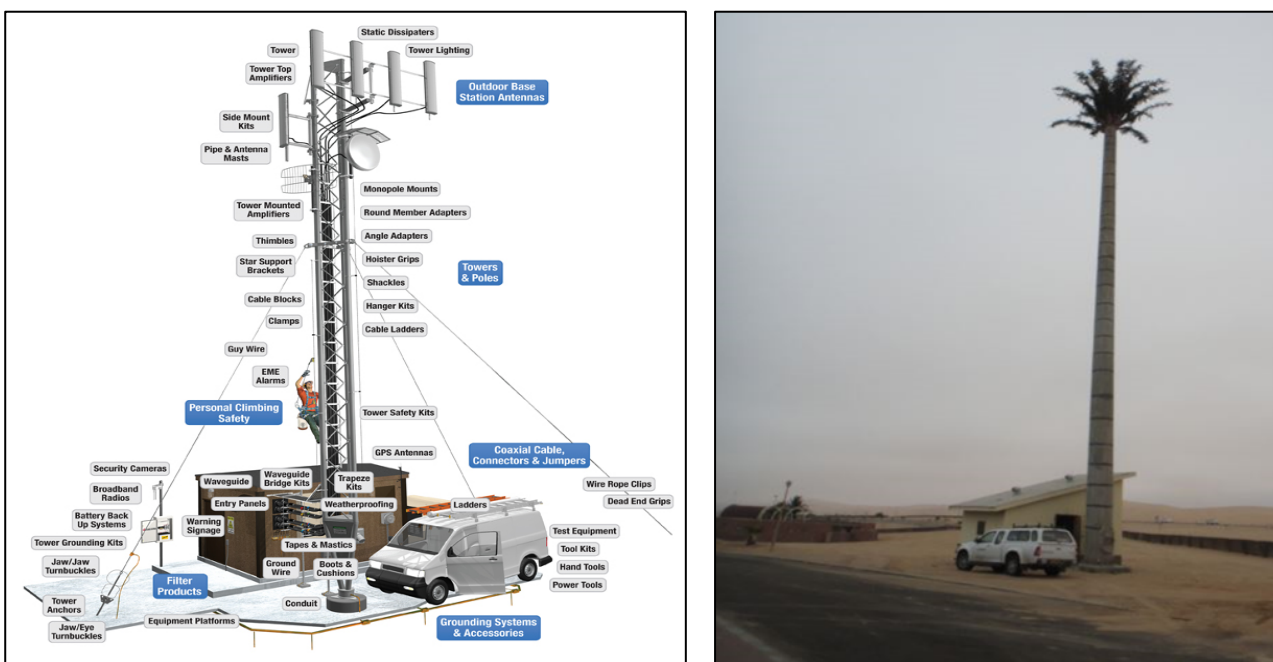 Static Dissipaters
Tower
Tower Lighting
Tower Top
Amplifiers
Outdoor Base
Station Antennas
Side Mount
Kits
Pipe & Antenna
Masts
Monopole Mounts
Tower Mounted
Amplifiers
Round Member Adapters
Thimbles
Angle Adapters
Star Support
Brackets
Hoister Grips
Towers
& Poles
Shackles
Cable Blocks
Hanger Kits
Clamps
Cable Ladders
Guy Wire
EME
Alarms
Personal Climbing
Safety
Tower Safety Kits
GPS Antennas
Coaxial Cable,
Connectors & Jumpers
Security Cameras
Waveguide
Waveguide
Bridge Kits
Trapeze
Kits
Wire Rope Clips
Broadband
Radios
Dead End Grips
Entry Panels
Weatherproofing
Ladders
Battery Back
Up Systems
Warning
Signage
Test Equipment
Tower Grounding Kits
Tapes & Mastics
Tool Kits
Jaw/Jaw
Turnbuckles
Ground
Wire
Boots &
Cushions
Hand Tools
Filter
Products
Power Tools
Tower
Anchors
Conduit
Jaw/Eye
Turnbuckles
Equipment Platforms
Grounding Systems
& Accessories